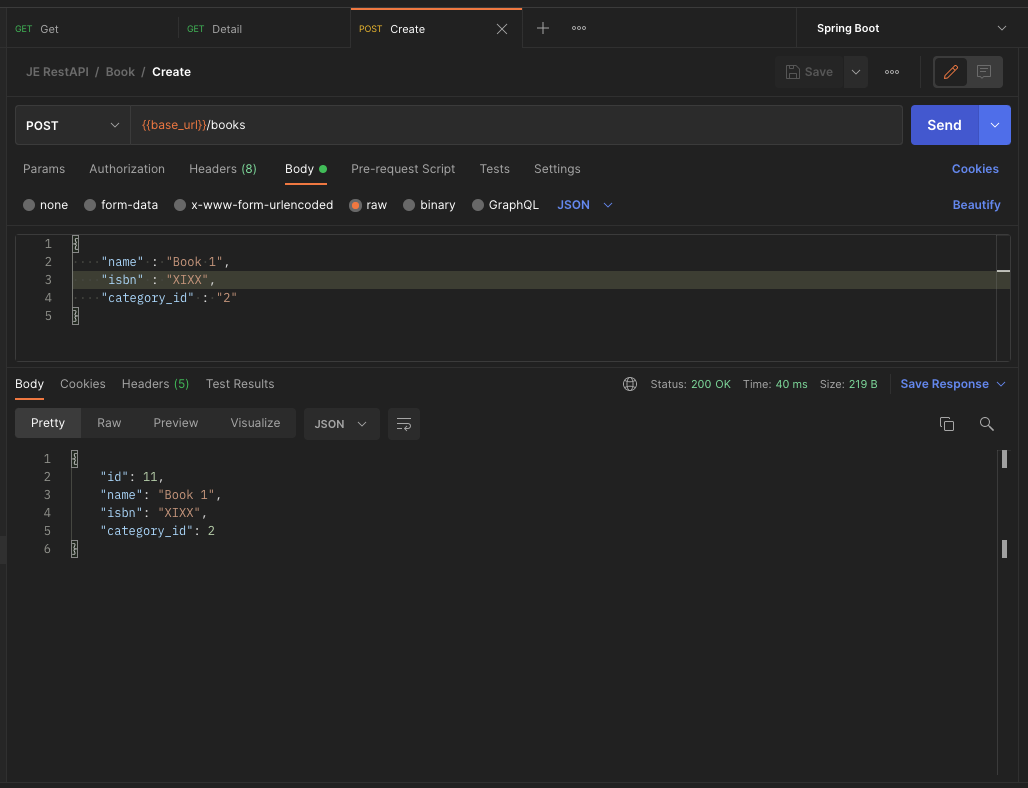 GET Get GET Detail POST Create Spring Boot
JE RestAPI / Book / Create Save
POST {{base_url}}/books Send
Params Authorization Headers (8) Body Pre-request Script Tests Settings Cookies
none form-data x-www-form-urlencoded raw binary GraphQL JSON Beautify
1 {
2 "name" : "Book 1",
3 "isbn" : "XIXX",
4 "category_id" : "2"
5 }
Body Cookies Headers (5) Test Results Status: 200 OK Time: 40 ms Size: 219 B Save Response
Pretty Raw Preview Visualize JSON
1 {
2 "id": 11,
3 "name": "Book 1",
4 "isbn": "XIXX",
5 "category_id": 2
6 }